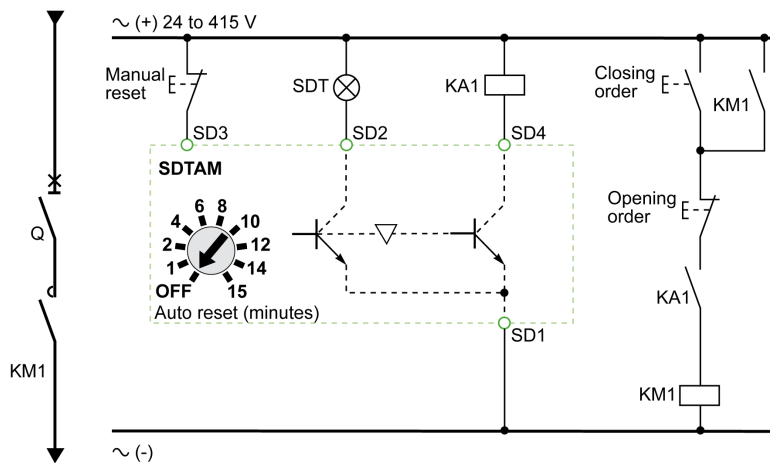 ∿ (+) 24 to 415 V
Manual
reset
SDT
KA1
Closing
order
KM1
SD3
SD2
SD4
SDTAM
Q
Opening
order
6 8
4 10
2 12
1 14
OFF 15
Auto reset (minutes)
KA1
SD1
KM1
KM1
∿ (-)